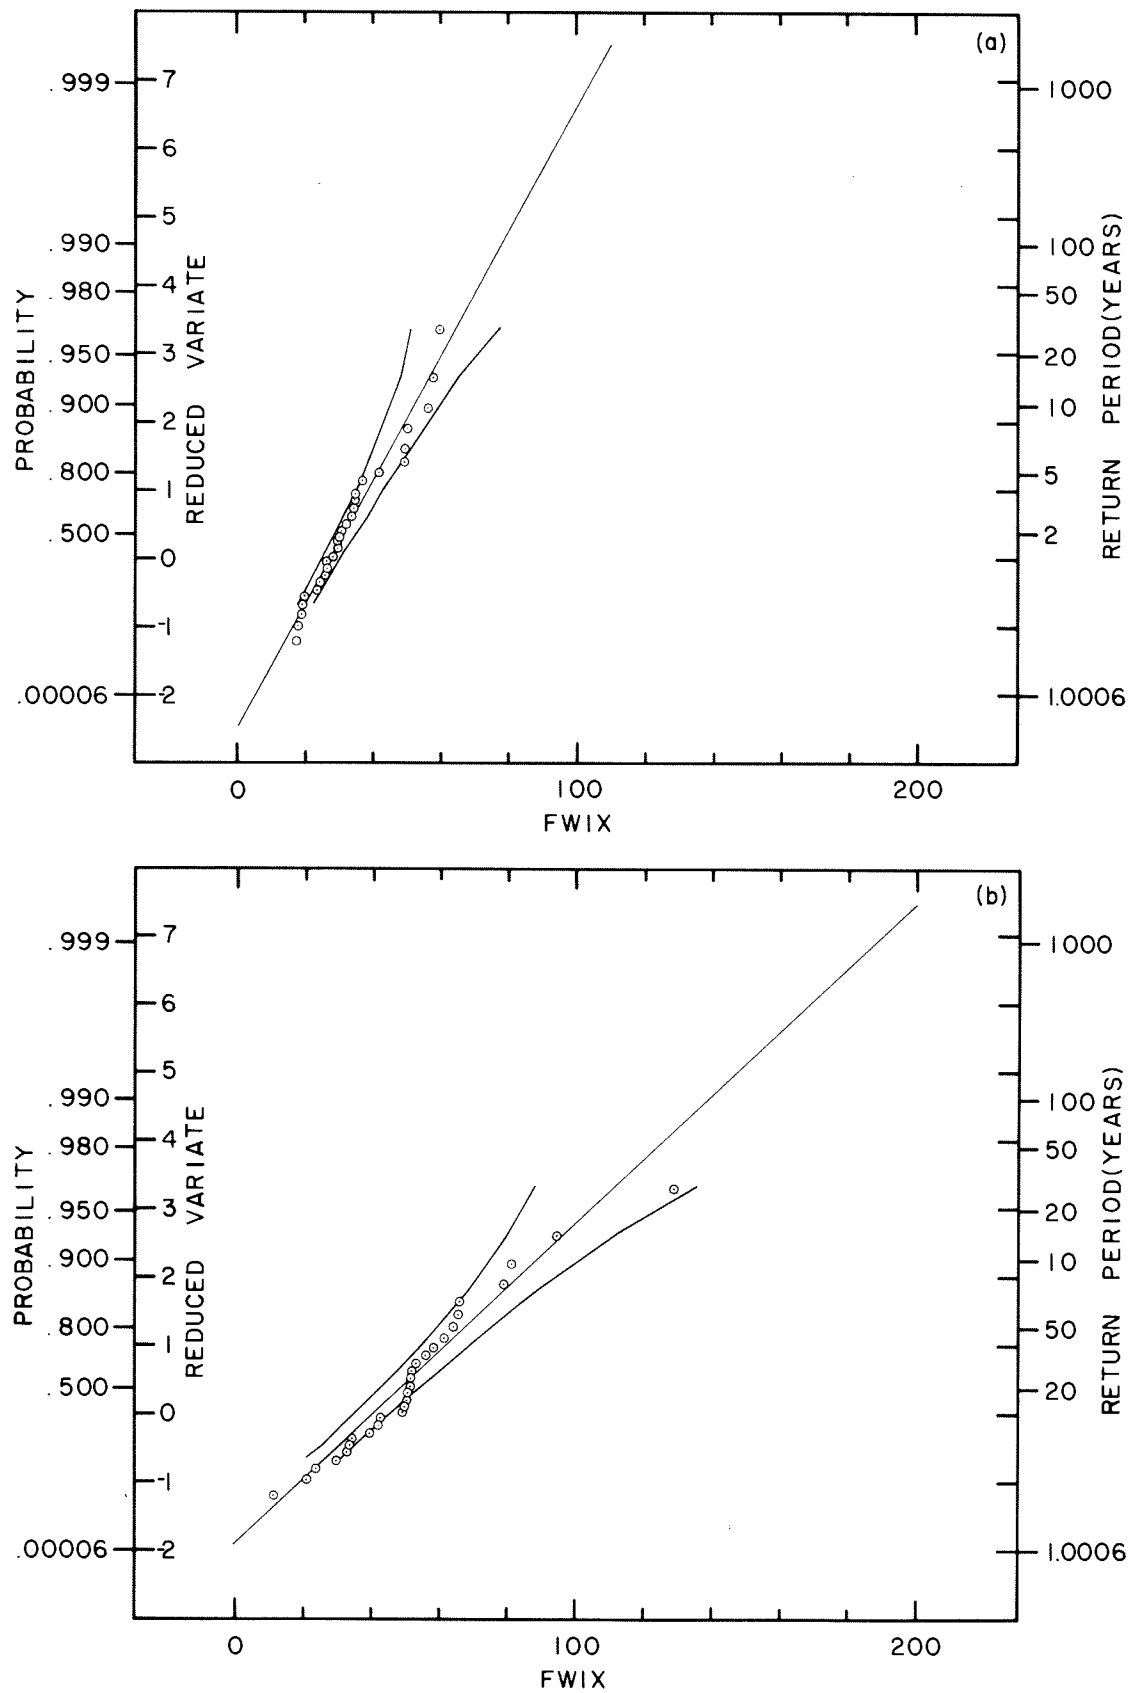 (a)
.999 7 1000
6
5
.990 100
.980 4 50
.950 3 20
.900 2 10
.800 1 5
.500 0 2
-1
.00006 -2 1.0006
PROBABILITY
REDUCED VARIATE
RETURN PERIOD(YEARS)
0 100 200
FWIX
(b)
.999 7 1000
6
5
.990 100
.980 4 50
.950 3 20
.900 2 10
.800 1 50
.500 0 20
-1
.00006 -2 1.0006
PROBABILITY
REDUCED VARIATE
RETURN PERIOD(YEARS)
0 100 200
FWIX